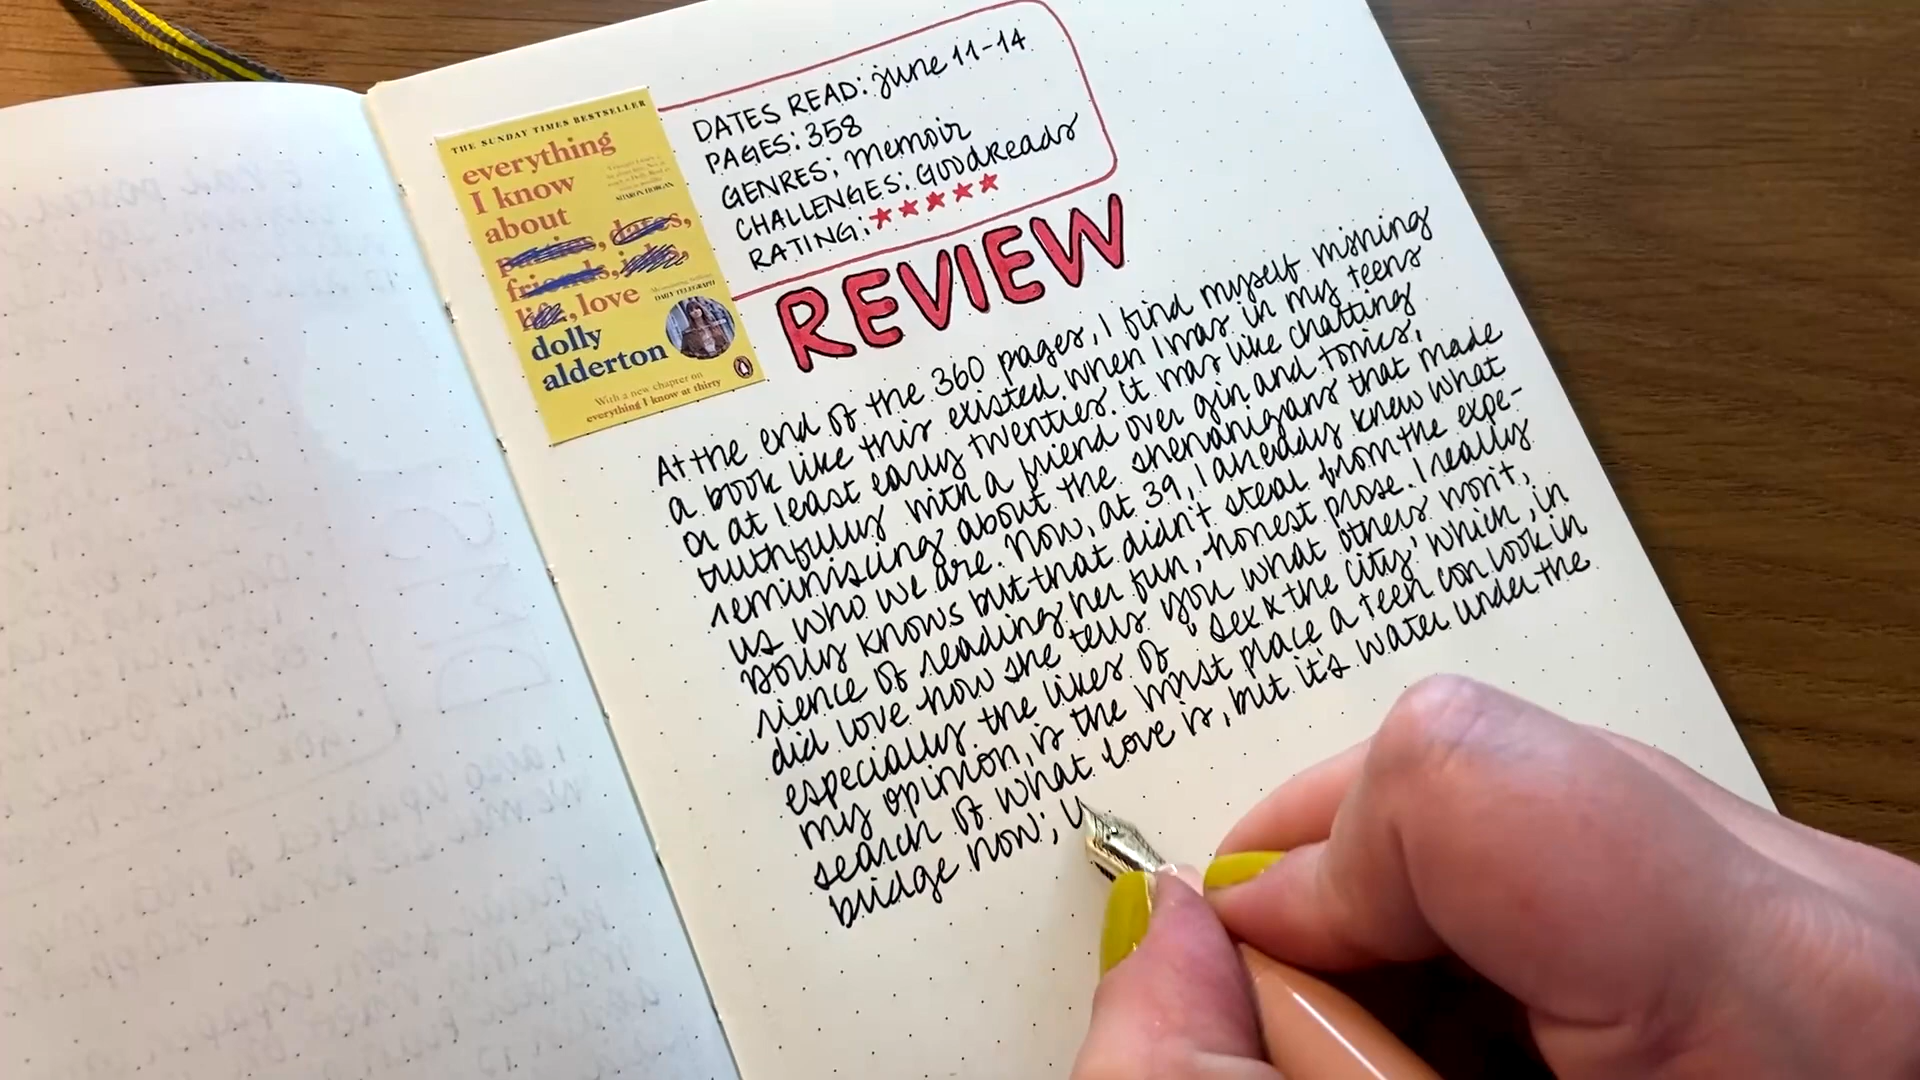 THE SUNDAY TIMES BESTSELLER
everything
I know
about
parties, dates,
friends, jobs,
life, love
dolly
alderton
SHARON HORGAN
DAILY TELEGRAPH
With a new chapter on
everything I know at thirty
DATES READ: june 11-14
PAGES: 358
GENRES: Memoir
CHALLENGES: Goodreads
RATING: ★★★★★
REVIEW
At the end of the 360 pages, I find myself wishing
a book like this existed when I was in my teens
or at least early twenties. It was like chatting
truthfully with a friend over gin and tonics,
reminiscing about the shenanigans that made
us who we are. Now, at 39, I already knew what
Dolly knows but that didn't steal from the expe-
rience of reading her fun, honest prose. I really
did love how she tells you what others won't,
especially the likes of 'Sex x the city' which, in
my opinion, is the worst place a teen can look in
search of what love is, but it's water under the
bridge now;